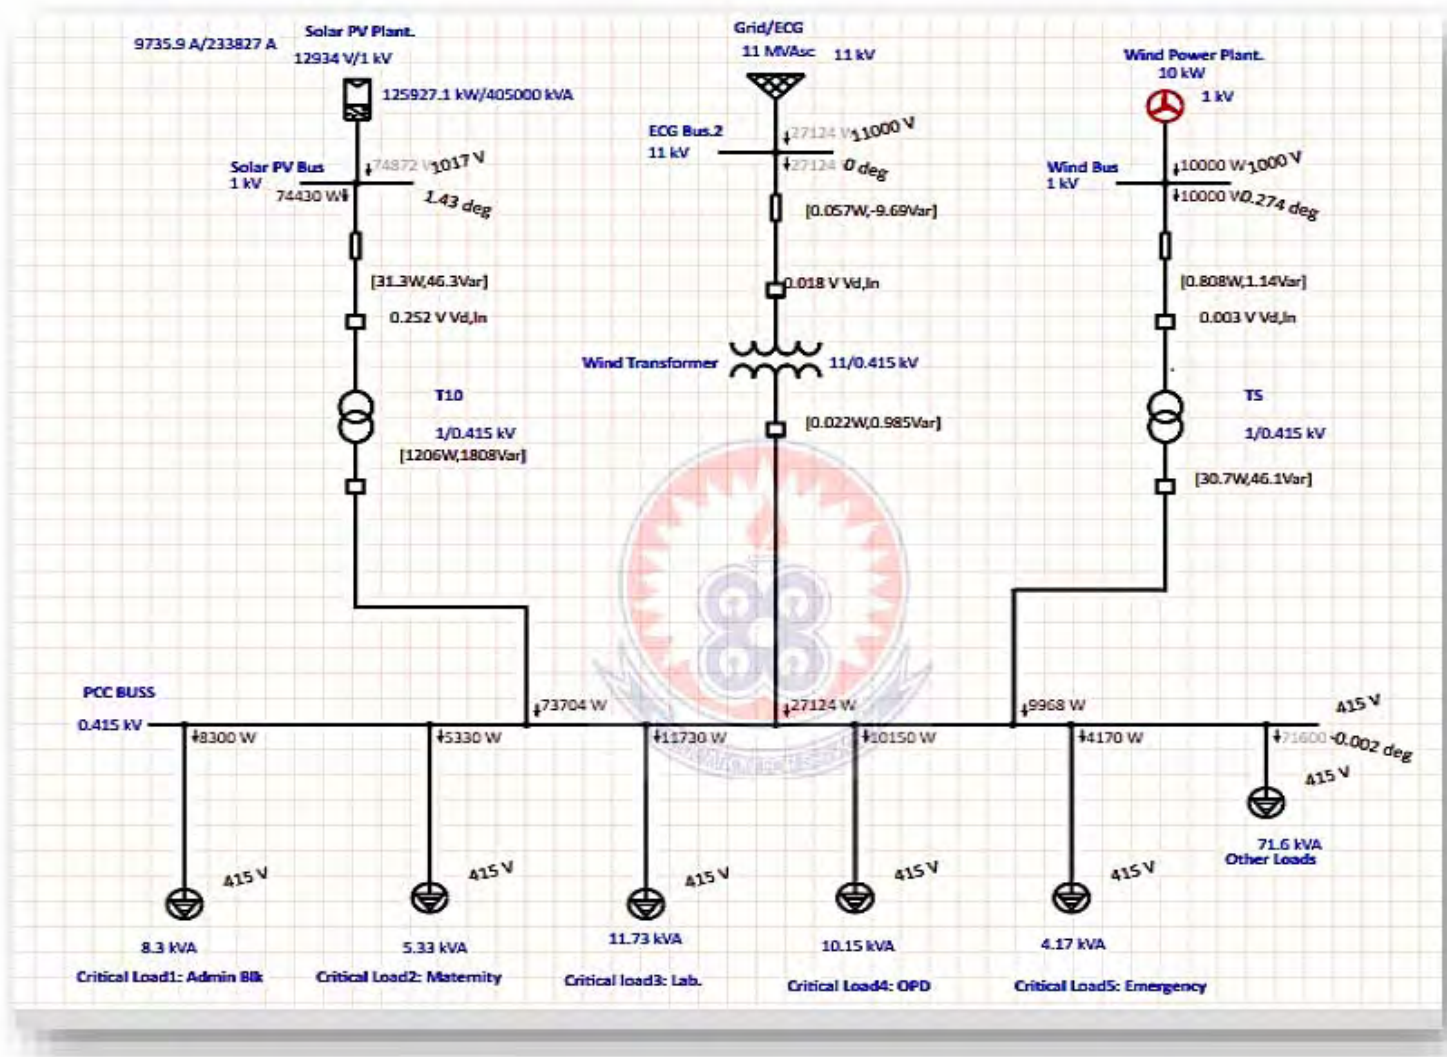 9735.9 A/233827 A
Solar PV Plant.
12934 V/1 kV
125927.1 kW/405000 kVA
Solar PV Bus
1 kV
74872
1017 V
74430 W
1.43 deg
[31.3W,46.3Var]
0.252 V Vd,ln
T10
1/0.415 kV
[1206W,1808Var]
Grid/ECG
11 MVAsc 11 kV
ECG Bus.2
11 kV
27124 W
11000 V
27124
0 deg
[0.057W,-9.69Var]
0.018 V Vd,ln
Wind Transformer
11/0.415 kV
[0.022W,0.985Var]
Wind Power Plant.
10 kW
1 kV
Wind Bus
1 kV
10000 W
1000 V
10000
0.274 deg
[0.808W,1.14Var]
0.003 V Vd,ln
T5
1/0.415 kV
[30.7W,46.1Var]
PCC BUSS
0.415 kV
73704 W
27124 W
9968 W
415 V
-0.002 deg
8300 W
5330 W
11730 W
10150 W
4170 W
71600
415 V
71.6 kVA
Other Loads
415 V
415 V
415 V
415 V
415 V
8.3 kVA
5.33 kVA
11.73 kVA
10.15 kVA
4.17 kVA
Critical Load1: Admin Blk
Critical Load2: Maternity
Critical load3: Lab.
Critical Load4: OPD
Critical Load5: Emergency